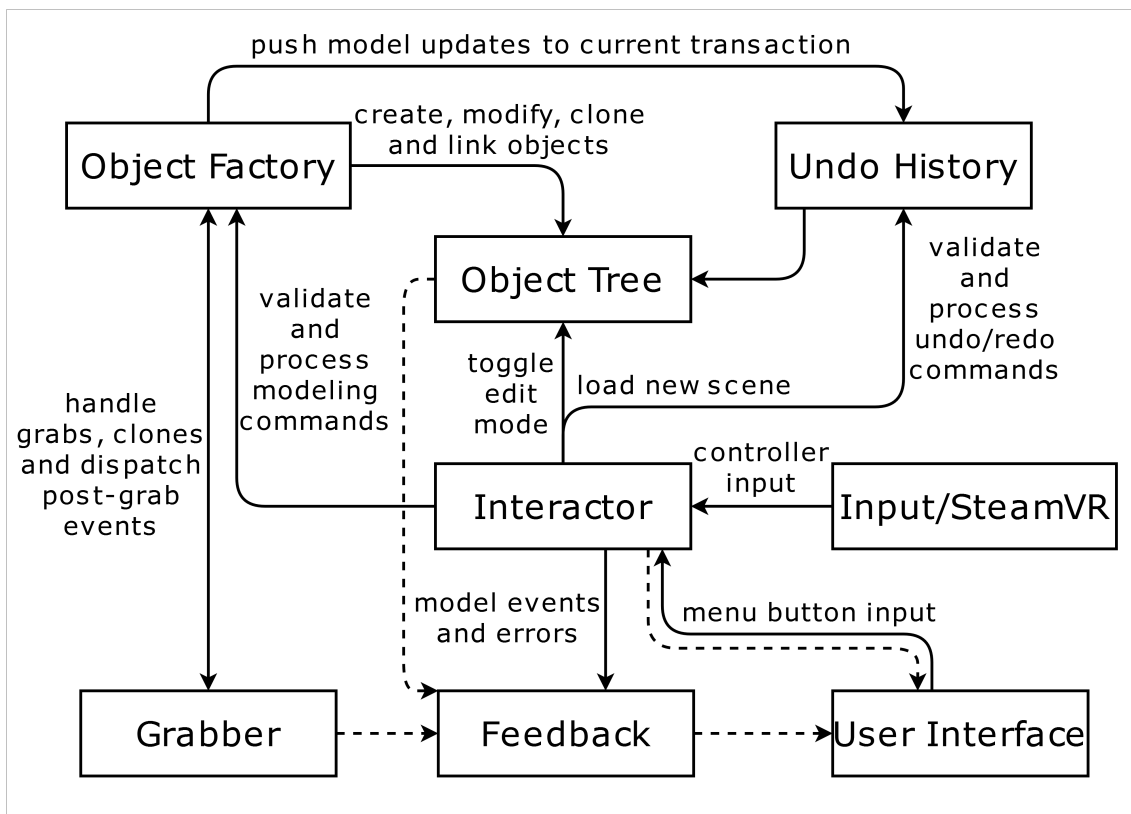 push model updates to current transaction
create, modify, clone
and link objects
Object Factory
Undo History
Object Tree
validate
and
process
modeling
commands
validate
and
process
undo/redo
commands
toggle
edit
mode
load new scene
handle
grabs, clones
and dispatch
post-grab
events
controller
input
Interactor
Input/SteamVR
model events
and errors
menu button input
Grabber
Feedback
User Interface